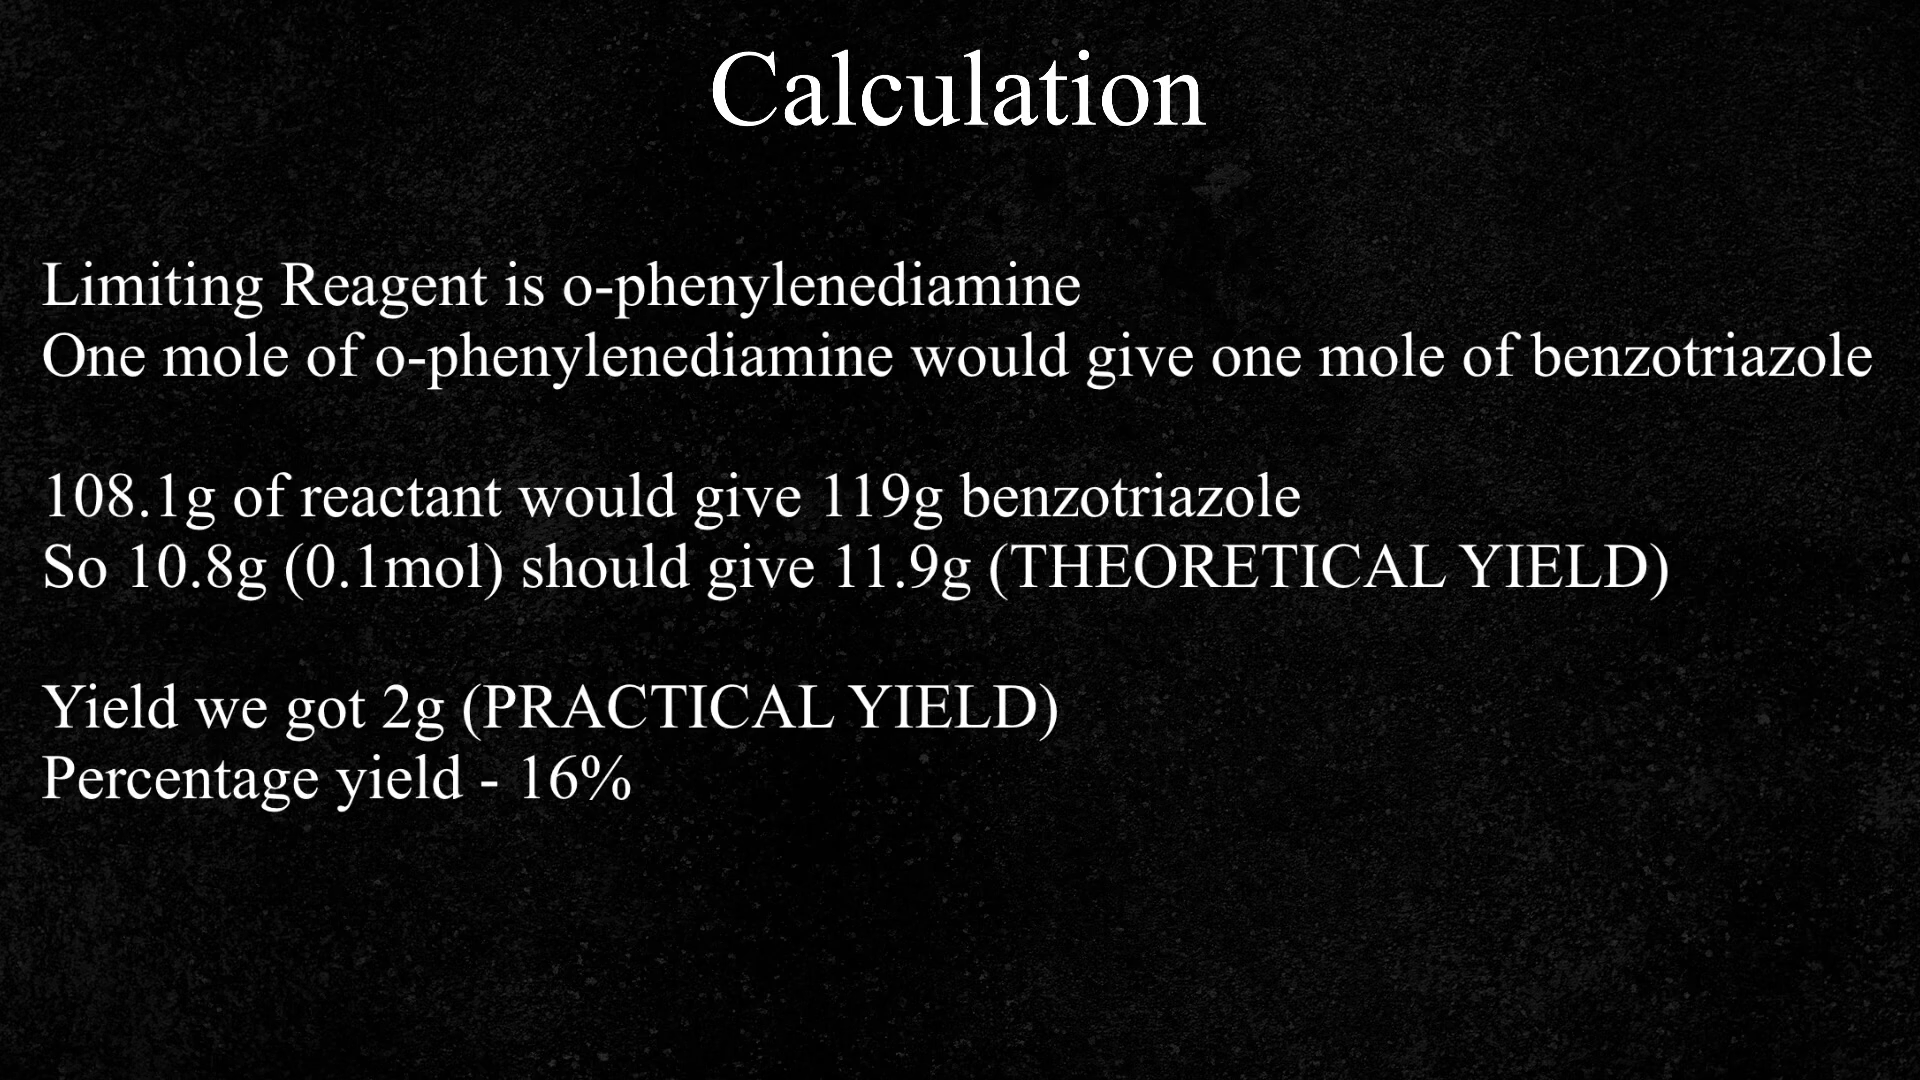 Calculation
Limiting Reagent is o-phenylenediamine
One mole of o-phenylenediamine would give one mole of benzotriazole
108.1g of reactant would give 119g benzotriazole
So 10.8g (0.1mol) should give 11.9g (THEORETICAL YIELD)
Yield we got 2g (PRACTICAL YIELD)
Percentage yield - 16%